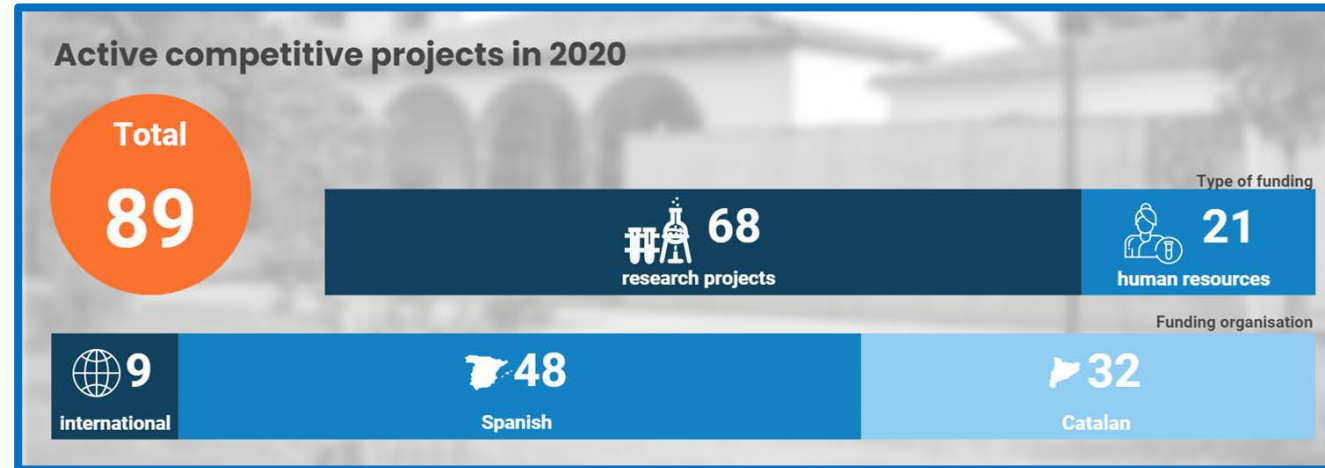 Active competitive projects in 2020
Total
89
Type of funding
68
research projects
21
human resources
Funding organisation
9
international
48
Spanish
32
Catalan